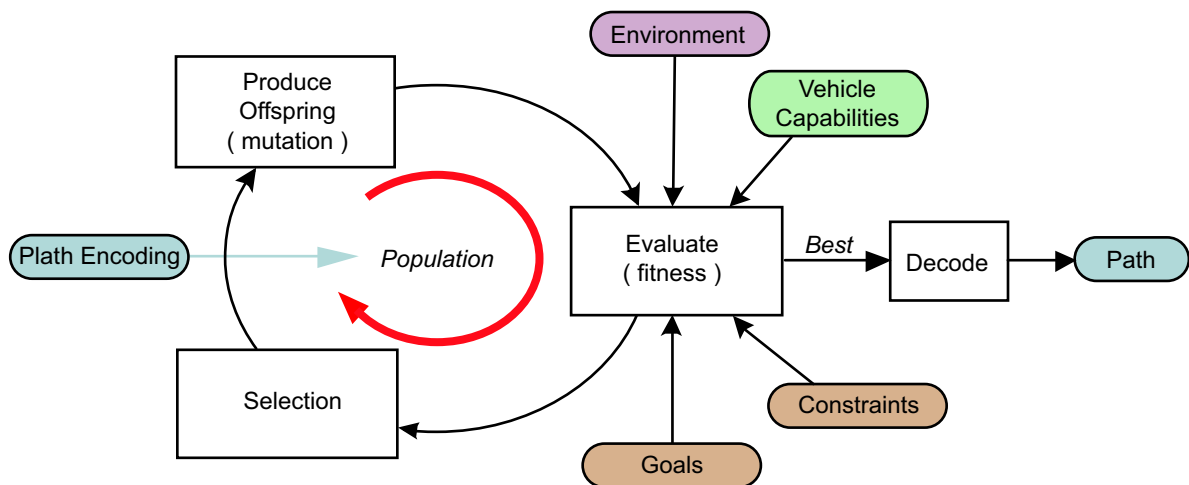 Environment
Produce
Offspring
( mutation )
Vehicle
Capabilities
Plath Encoding
Population
Evaluate
( fitness )
Best
Decode
Path
Selection
Constraints
Goals